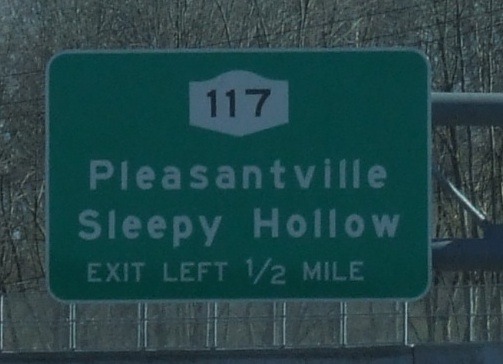 117
Pleasantville
Sleepy Hollow
EXIT LEFT 1/2 MILE